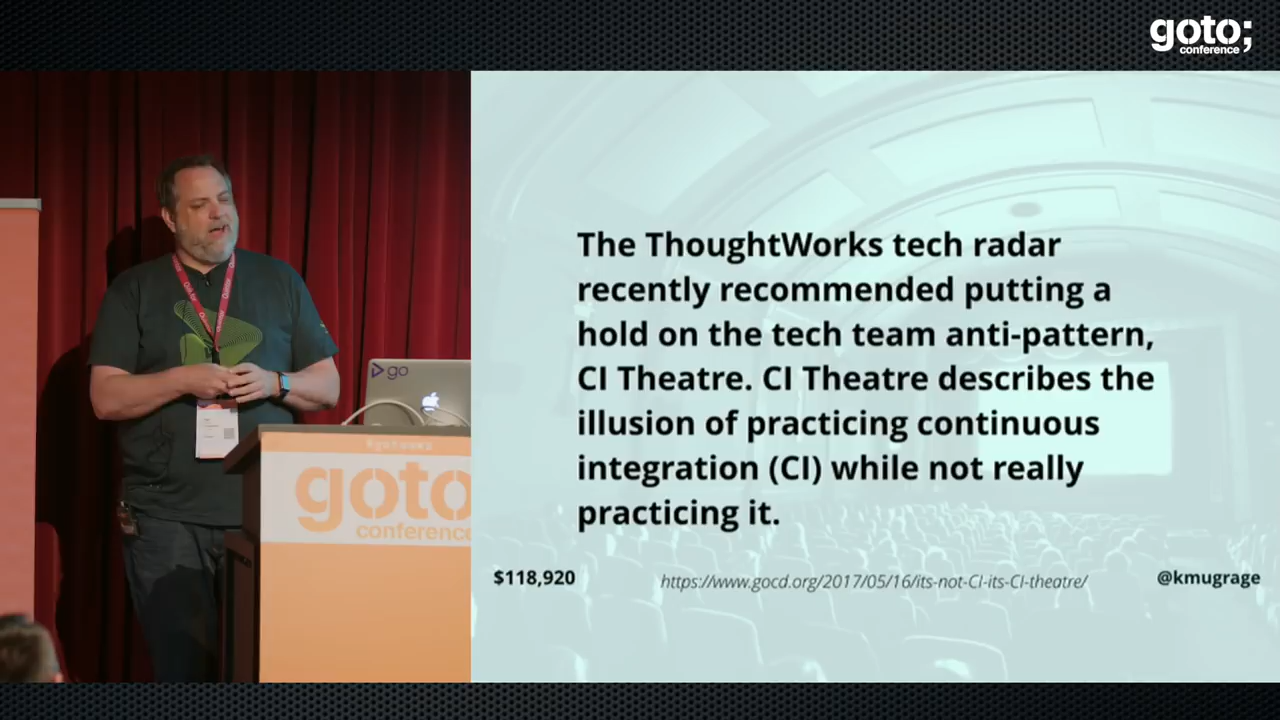 goto;
conference
The ThoughtWorks tech radar
recently recommended putting a
hold on the tech team anti-pattern,
CI Theatre. CI Theatre describes the
illusion of practicing continuous
integration (CI) while not really
practicing it.
$118,920
https://www.gocd.org/2017/05/16/its-not-CI-its-CI-theatre/
@kmugrage
go
goto
conference